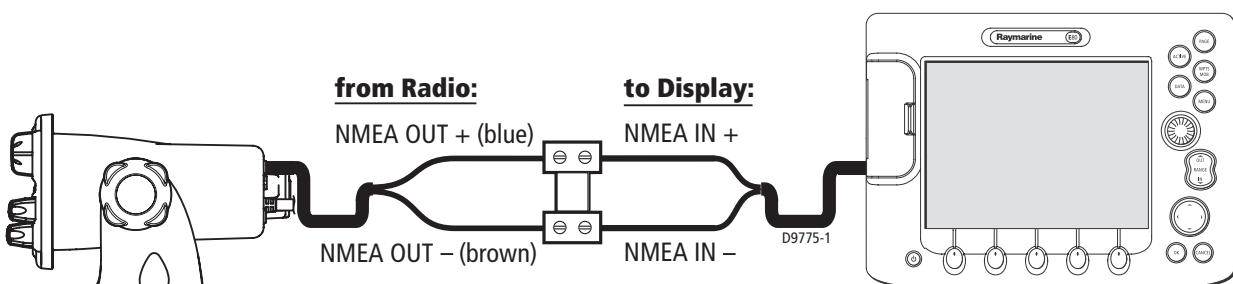 from Radio:
to Display:
NMEA OUT + (blue)
NMEA IN +
NMEA OUT – (brown)
NMEA IN –
D9775-1
Raymarine
E80
PAGE
ACTIVE
WPTS
MOB
DATA
MENU
OUT
RANGE
IN
OK
CANCEL